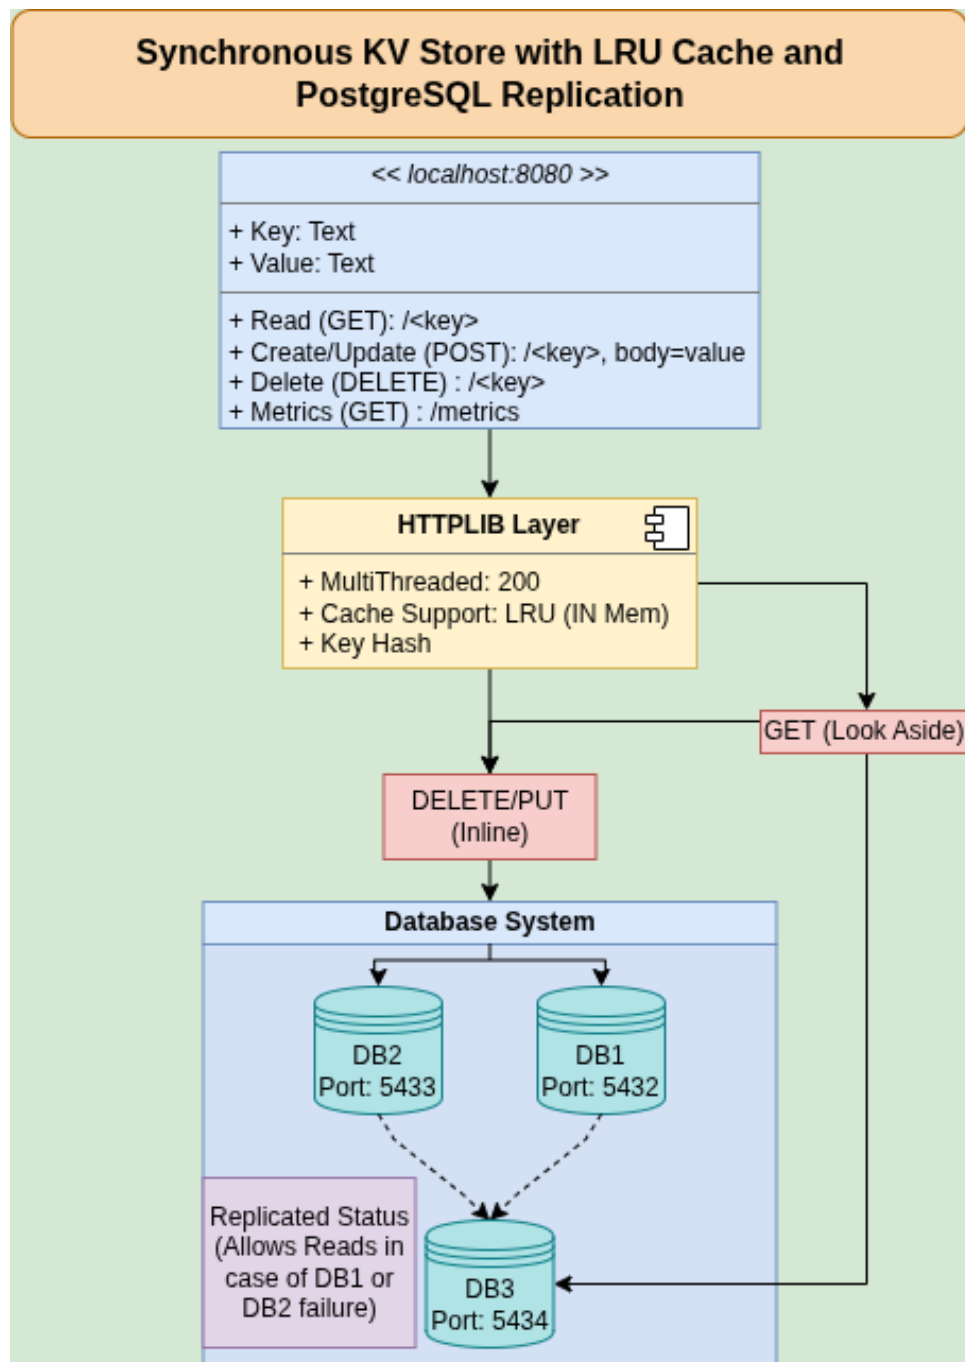 Synchronous KV Store with LRU Cache and
PostgreSQL Replication
<< localhost:8080 >>
+ Key: Text
+ Value: Text
+ Read (GET): /<key>
+ Create/Update (POST): /<key>, body=value
+ Delete (DELETE) : /<key>
+ Metrics (GET) : /metrics
HTTPLIB Layer
+ MultiThreaded: 200
+ Cache Support: LRU (IN Mem)
+ Key Hash
GET (Look Aside)
DELETE/PUT
(Inline)
Database System
DB2
Port: 5433
DB1
Port: 5432
Replicated Status
(Allows Reads in
case of DB1 or
DB2 failure)
DB3
Port: 5434